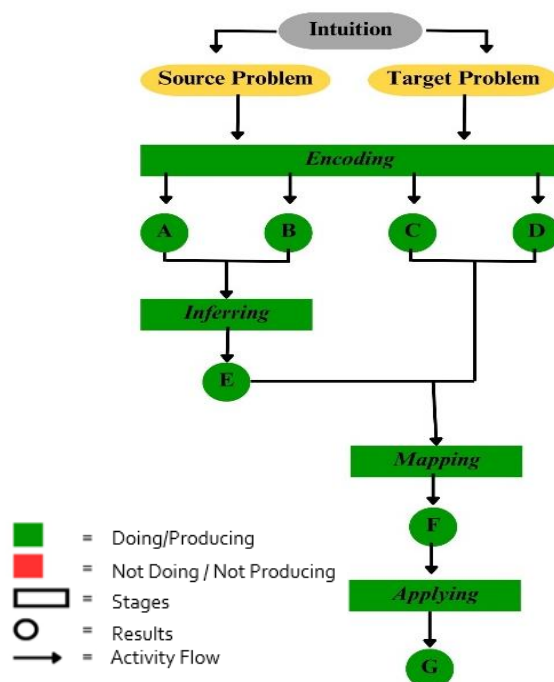 Intuition
Source Problem
Target Problem
Encoding
A
B
C
D
Inferring
E
Mapping
F
Applying
G
= Doing/Producing
= Not Doing / Not Producing
= Stages
= Results
= Activity Flow